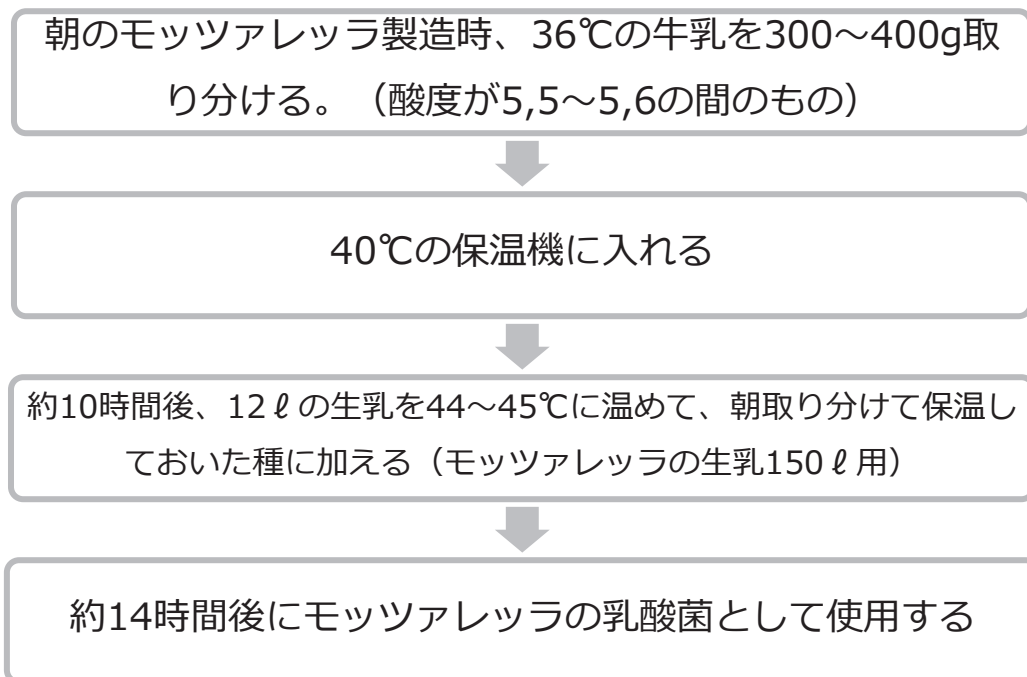 朝のモッツァレッラ製造時、36℃の牛乳を300～400g取
り分ける。（酸度が5,5～5,6の間のもの）
40℃の保温機に入れる
約10時間後、12ℓの生乳を44～45℃に温めて、朝取り分けて保温し
ておいた種に加える（モッツァレッラの生乳150ℓ用）
約14時間後にモッツァレッラの乳酸菌として使用する